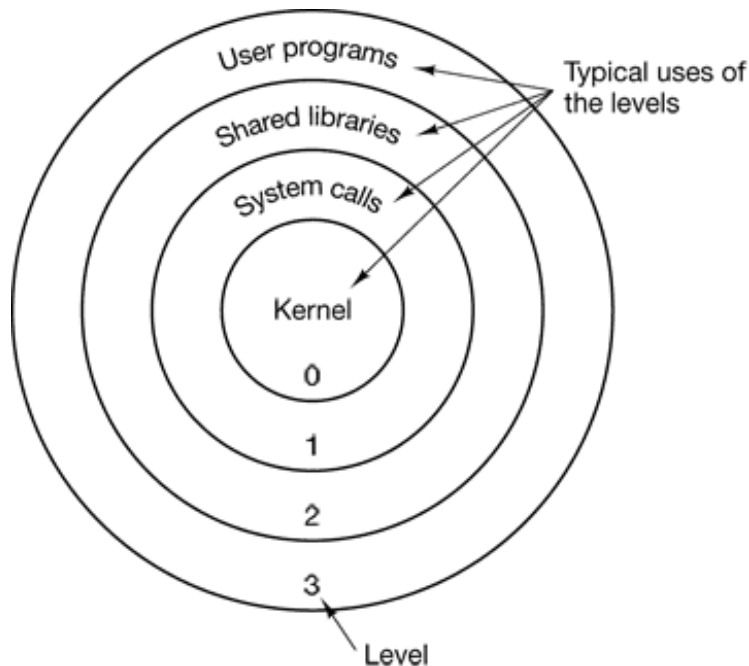 User programs
Typical uses of
the levels
Shared libraries
System calls
Kernel
0
1
2
3
Level